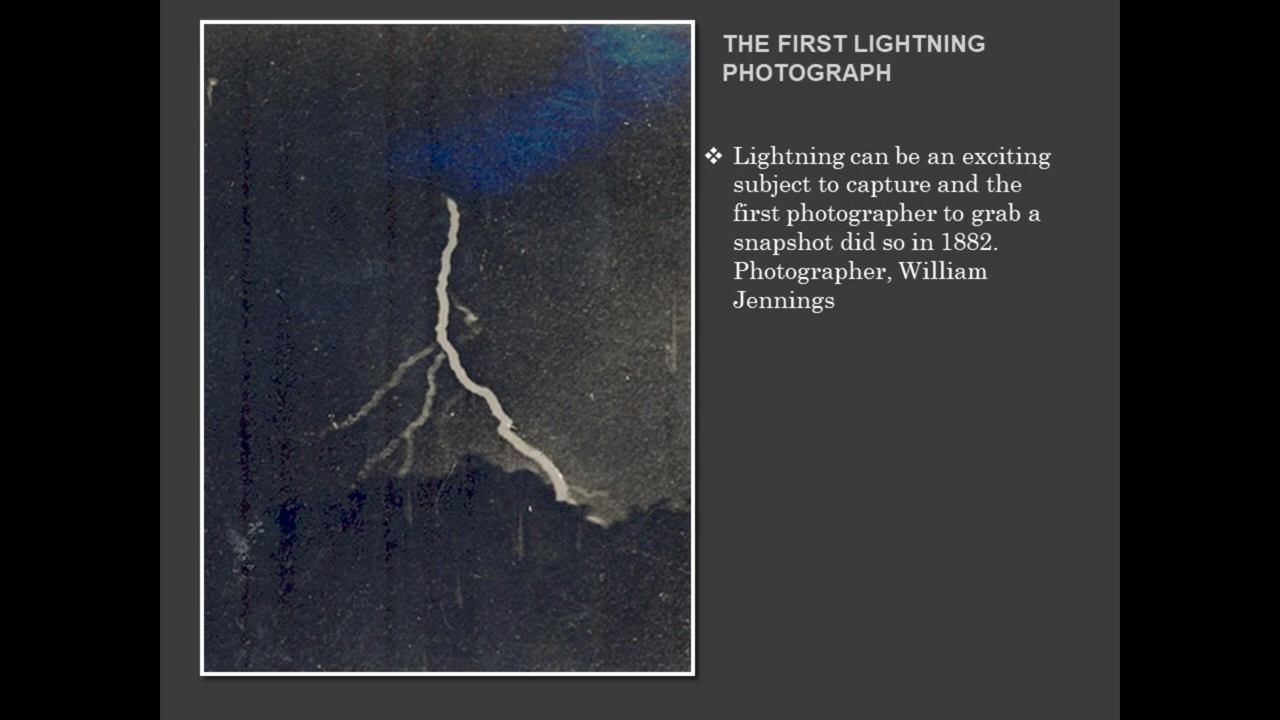 THE FIRST LIGHTNING
PHOTOGRAPH
❖ Lightning can be an exciting
subject to capture and the
first photographer to grab a
snapshot did so in 1882.
Photographer, William
Jennings